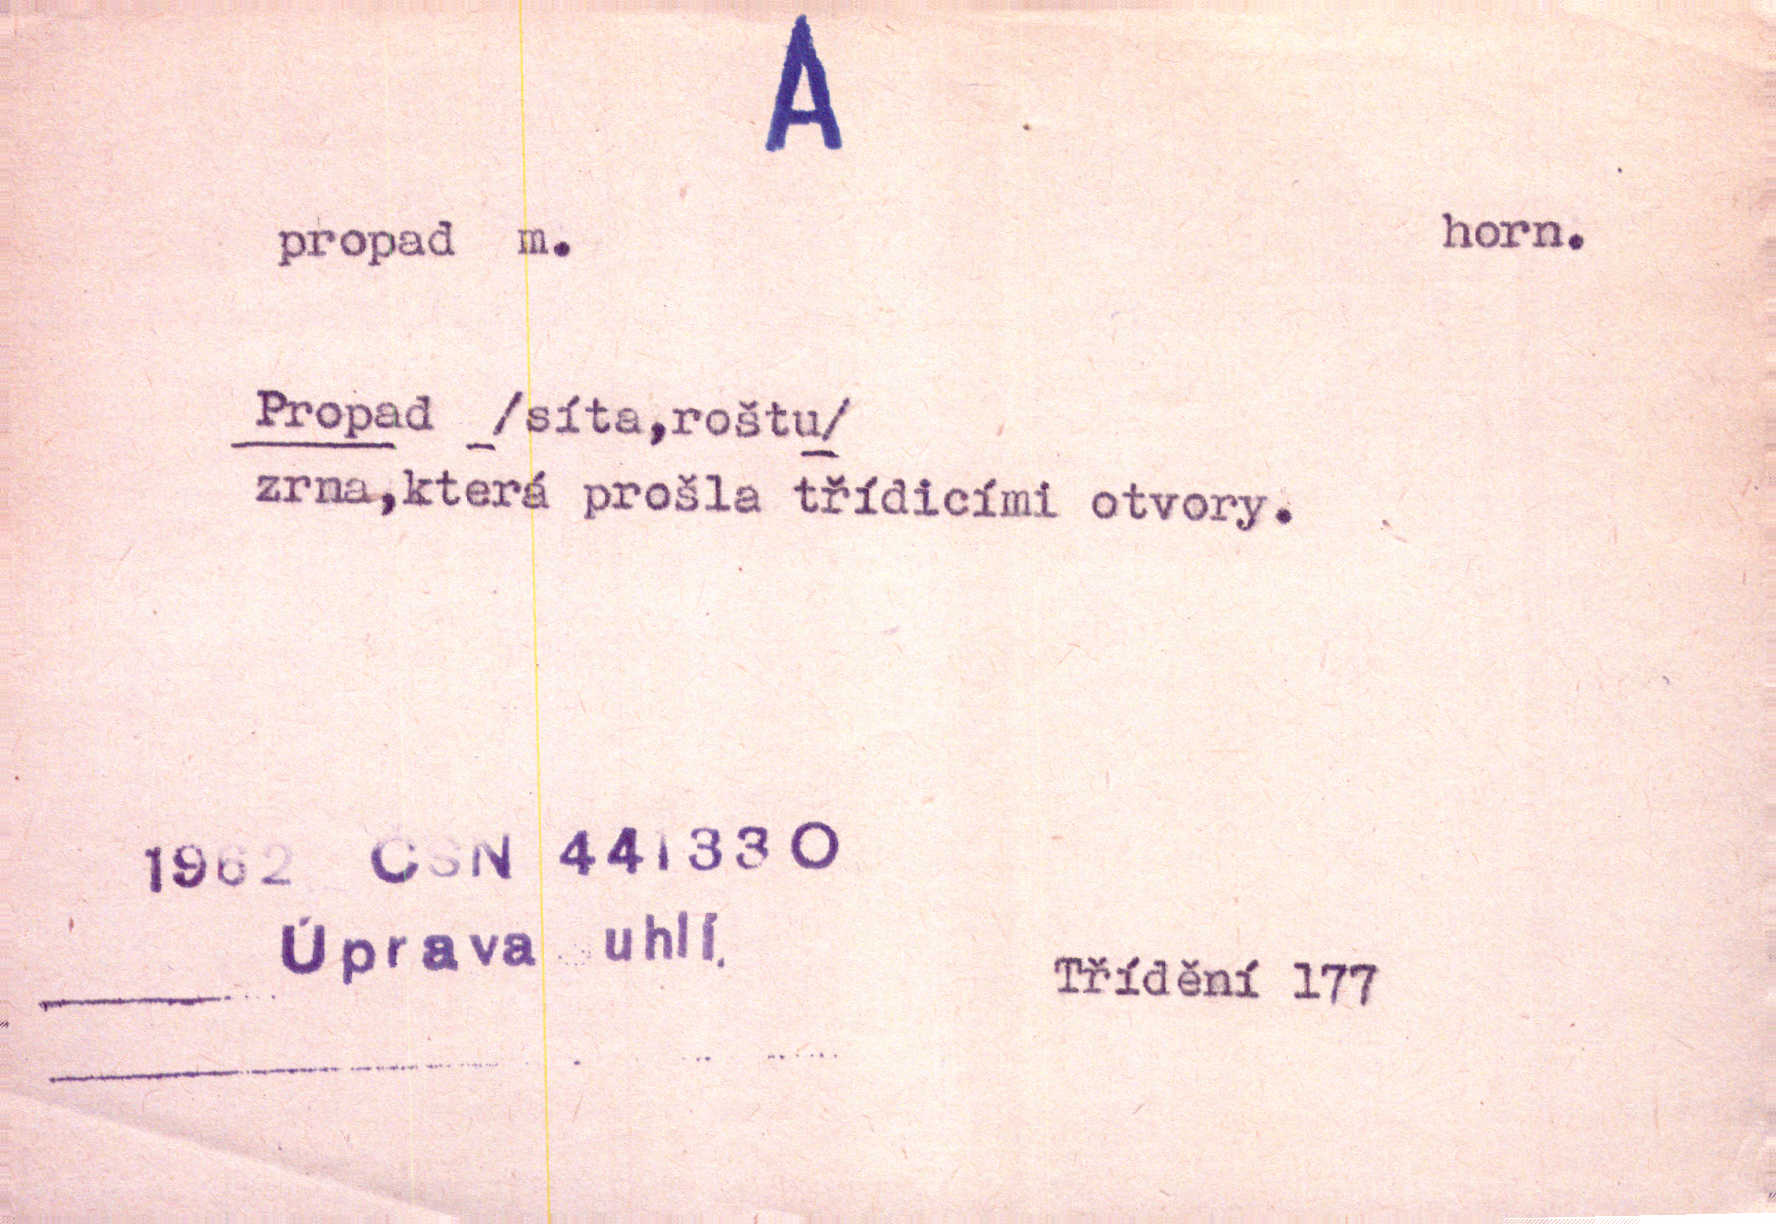 A
propad m. horn.
Propad /síta,roštu/
zrna,která prošla třídicími otvory.
1962 ČSN 441330
Úprava uhlí.
Třídění 177